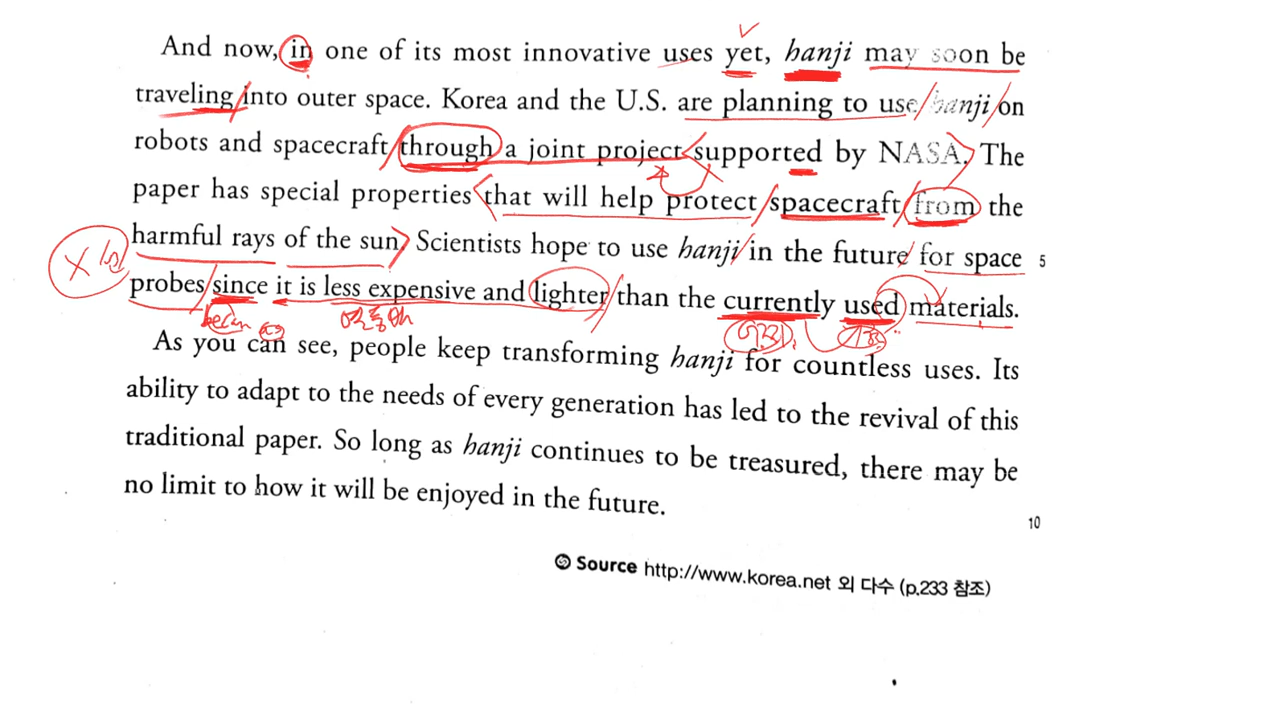 And now, in one of its most innovative uses yet, hanji may soon be
traveling into outer space. Korea and the U.S. are planning to use hanji on
robots and spacecraft through a joint project supported by NASA. The
paper has special properties that will help protect spacecraft from the
harmful rays of the sun. Scientists hope to use hanji in the future for space 5
probes since it is less expensive and lighter than the currently used materials.
As you can see, people keep transforming hanji for countless uses. Its
ability to adapt to the needs of every generation has led to the revival of this
traditional paper. So long as hanji continues to be treasured, there may be
no limit to how it will be enjoyed in the future.
10
Source http://www.korea.net 외 다수 (p.233 참조)